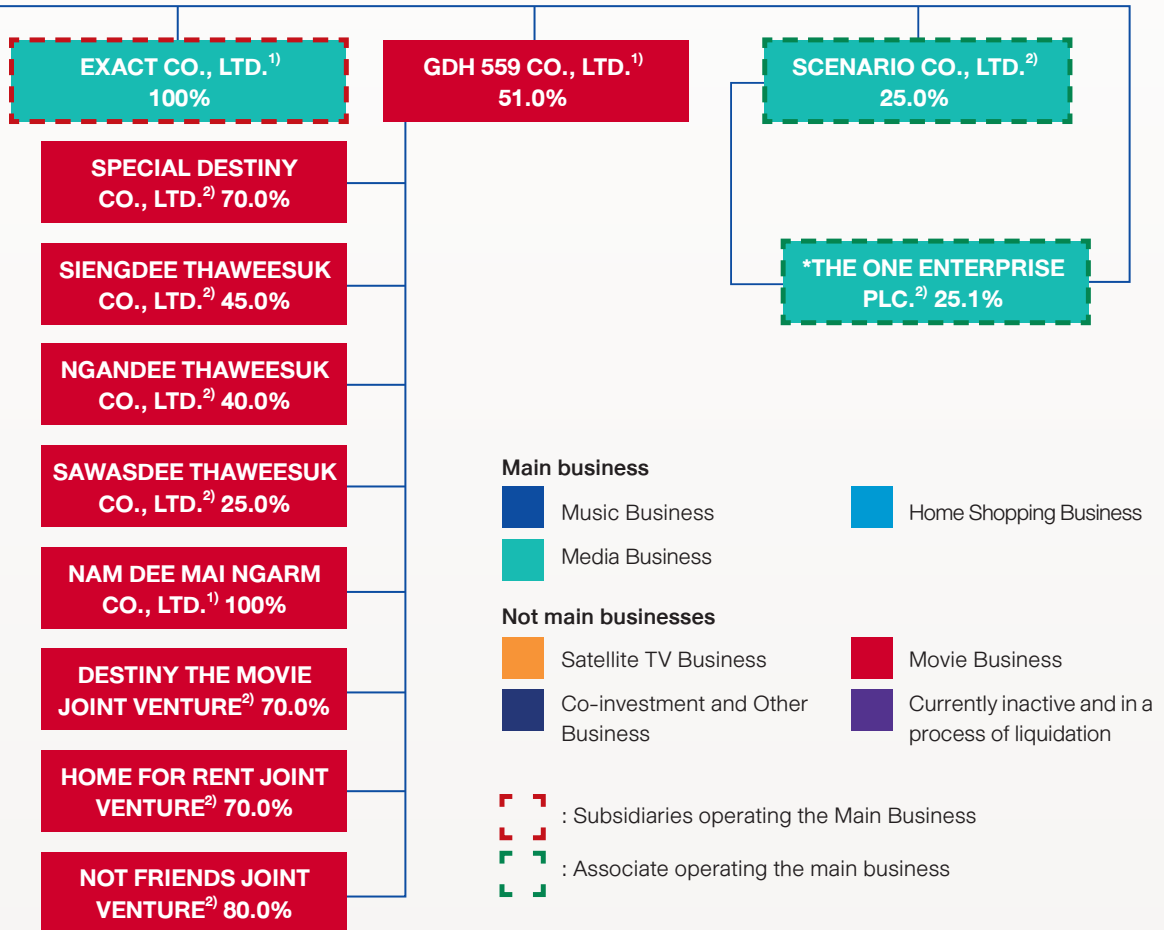 EXACT CO., LTD.1)
100%
GDH 559 CO., LTD.1)
51.0%
SCENARIO CO., LTD.2)
25.0%
SPECIAL DESTINY
CO., LTD.2) 70.0%
SIENGDEE THAWEESUK
CO., LTD.2) 45.0%
NGANDEE THAWEESUK
CO., LTD.2) 40.0%
SAWASDEE THAWEESUK
CO., LTD.2) 25.0%
NAM DEE MAI NGARM
CO., LTD.1) 100%
DESTINY THE MOVIE
JOINT VENTURE2) 70.0%
HOME FOR RENT JOINT
VENTURE2) 70.0%
NOT FRIENDS JOINT
VENTURE2) 80.0%
*THE ONE ENTERPRISE
PLC.2) 25.1%
Main business
Music Business
Home Shopping Business
Media Business
Not main businesses
Satellite TV Business
Movie Business
Co-investment and Other
Business
Currently inactive and in a
process of liquidation
: Subsidiaries operating the Main Business
: Associate operating the main business